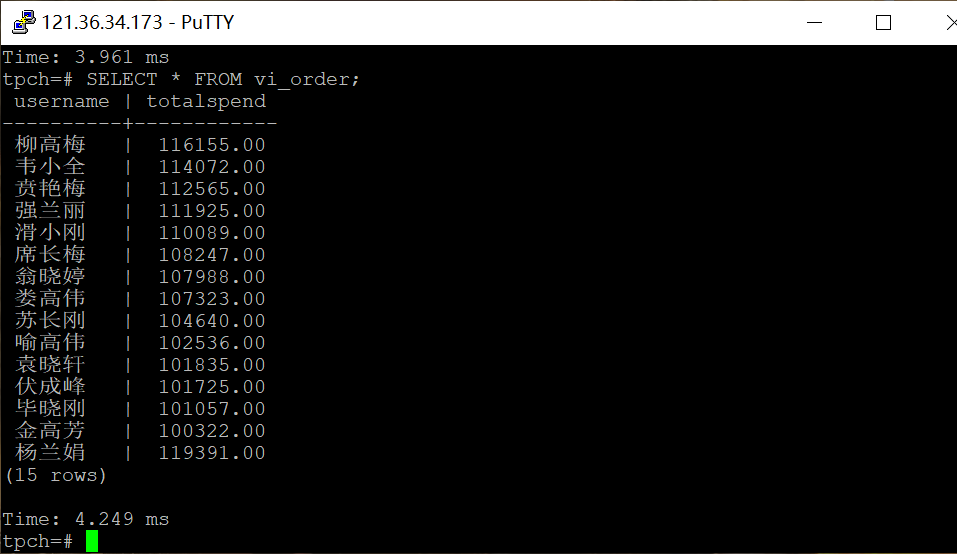 121.36.34.173 - PuTTY
Time: 3.961 ms
tpch=# SELECT * FROM vi_order;
 username | totalspend
----------+------------
 柳高梅   |  116155.00
 韦小全   |  114072.00
 贲艳梅   |  112565.00
 强兰丽   |  111925.00
 滑小刚   |  110089.00
 席长梅   |  108247.00
 翁晓婷   |  107988.00
 娄高伟   |  107323.00
 苏长刚   |  104640.00
 喻高伟   |  102536.00
 袁晓轩   |  101835.00
 伏成峰   |  101725.00
 毕晓刚   |  101057.00
 金高芳   |  100322.00
 杨兰娟   |  119391.00
(15 rows)
Time: 4.249 ms
tpch=#